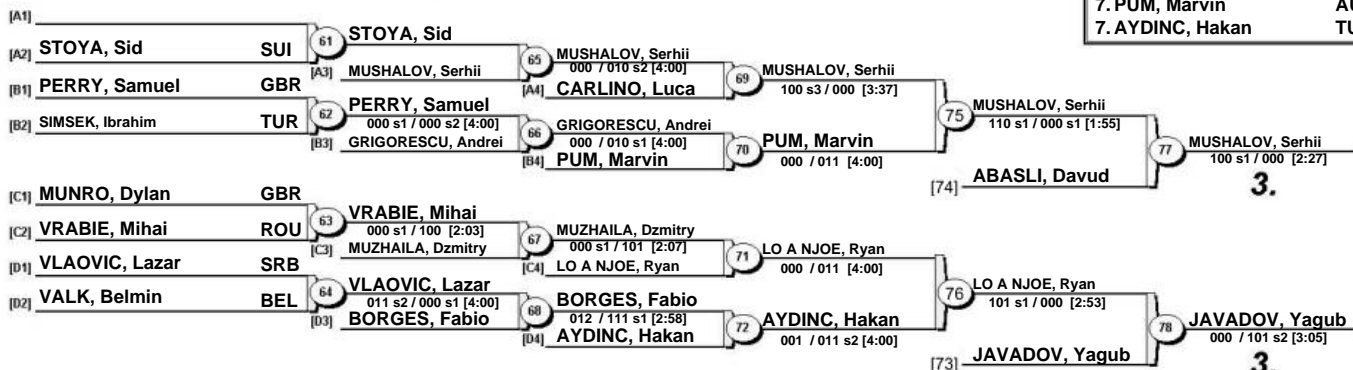 7. PUM, Marvin AU
7. AYDINC, Hakan TU
[A1]
[A2] STOYA, Sid SUI
61 STOYA, Sid
[A3] MUSHALOV, Serhii
65 MUSHALOV, Serhii
000 / 010 s2 [4:00]
[A4] CARLINO, Luca
69 MUSHALOV, Serhii
100 s3 / 000 [3:37]
[B1] PERRY, Samuel GBR
[B2] SIMSEK, Ibrahim TUR
62 PERRY, Samuel
000 s1 / 000 s2 [4:00]
[B3] GRIGORESCU, Andrei
66 GRIGORESCU, Andrei
000 / 010 s1 [4:00]
[B4] PUM, Marvin
70 PUM, Marvin
000 / 011 [4:00]
75 MUSHALOV, Serhii
110 s1 / 000 s1 [1:55]
[74] ABASLI, Davud
77 MUSHALOV, Serhii
100 s1 / 000 [2:27]
3.
[C1] MUNRO, Dylan GBR
[C2] VRABIE, Mihai ROU
63 VRABIE, Mihai
000 s1 / 100 [2:03]
[C3] MUZHAILA, Dzmitry
67 MUZHAILA, Dzmitry
000 s1 / 101 [2:07]
[C4] LO A NJOE, Ryan
71 LO A NJOE, Ryan
000 / 011 [4:00]
[D1] VLAOVIC, Lazar SRB
[D2] VALK, Belmin BEL
64 VLAOVIC, Lazar
011 s2 / 000 s1 [4:00]
[D3] BORGES, Fabio
68 BORGES, Fabio
012 / 111 s1 [2:58]
[D4] AYDINC, Hakan
72 AYDINC, Hakan
001 / 011 s2 [4:00]
76 LO A NJOE, Ryan
101 s1 / 000 [2:53]
[73] JAVADOV, Yagub
78 JAVADOV, Yagub
000 / 101 s2 [3:05]
3.